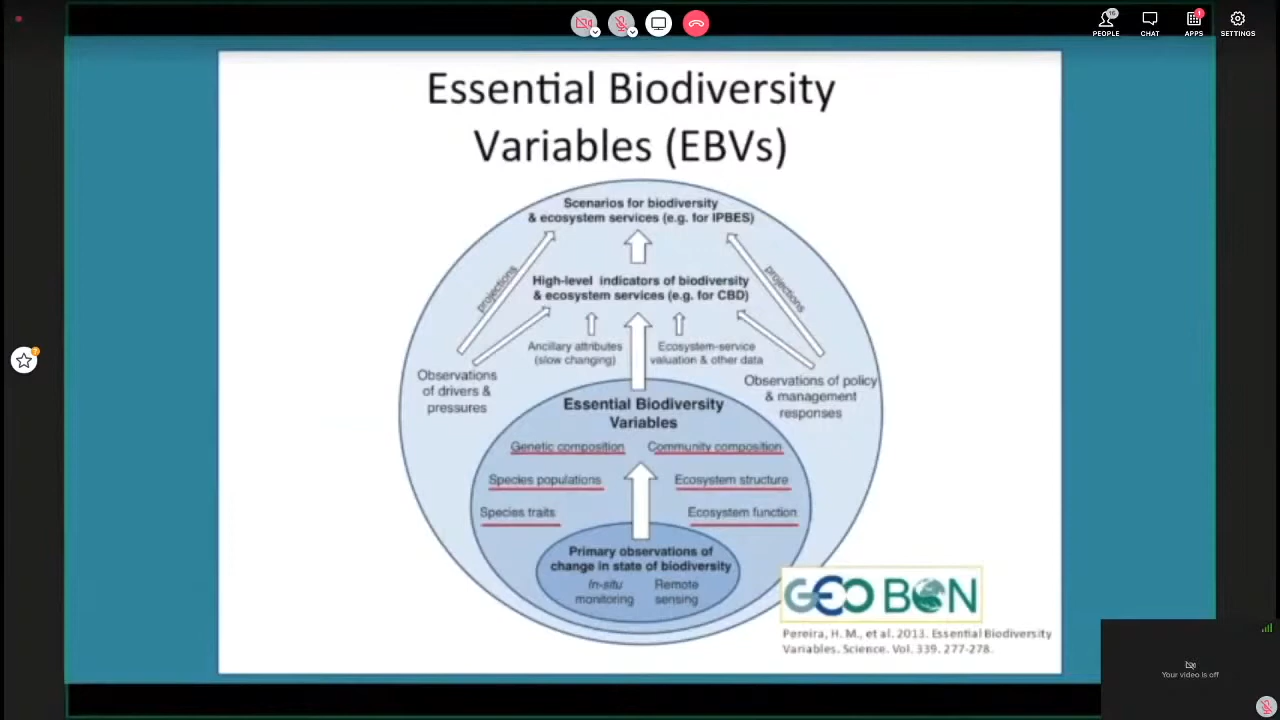 16
1
PEOPLE
CHAT
APPS
SETTINGS
Essential Biodiversity
Variables (EBVs)
Scenarios for biodiversity
& ecosystem services (e.g. for IPBES)
projections
projections
High-level indicators of biodiversity
& ecosystem services (e.g. for CBD)
Ancillary attributes
(slow changing)
Ecosystem-service
valuation & other data
Observations
of drivers &
pressures
Observations of policy
& management
responses
Essential Biodiversity
Variables
Genetic composition
Community composition
Species populations
Ecosystem structure
Species traits
Ecosystem function
Primary observations of
change in state of biodiversity
In-situ
monitoring
Remote
sensing
GEO BON
Pereira, H. M., et al. 2013. Essential Biodiversity
Variables. Science. Vol. 339. 277-278.
Your video is off